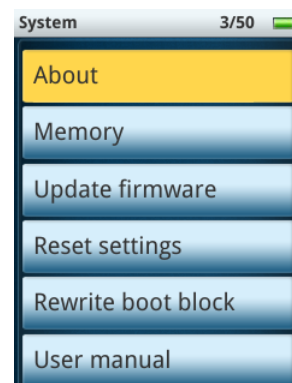 System 3/50
About
Memory
Update firmware
Reset settings
Rewrite boot block
User manual